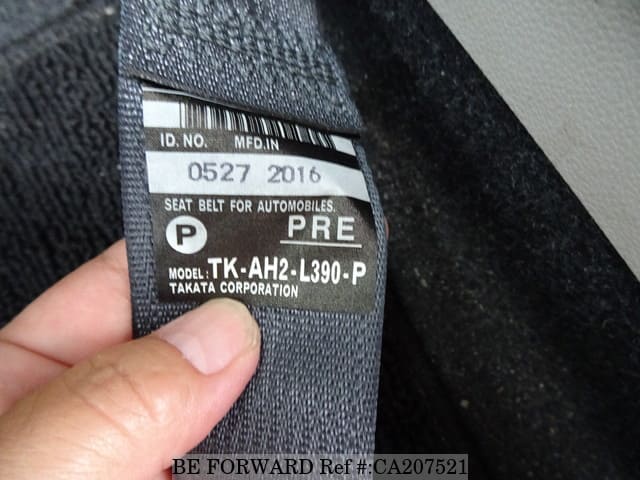 ID. NO. MFD.IN
0527 2016
SEAT BELT FOR AUTOMOBILES.
P PRE
MODEL: TK-AH2-L390-P
TAKATA CORPORATION
BE FORWARD Ref #:CA207521